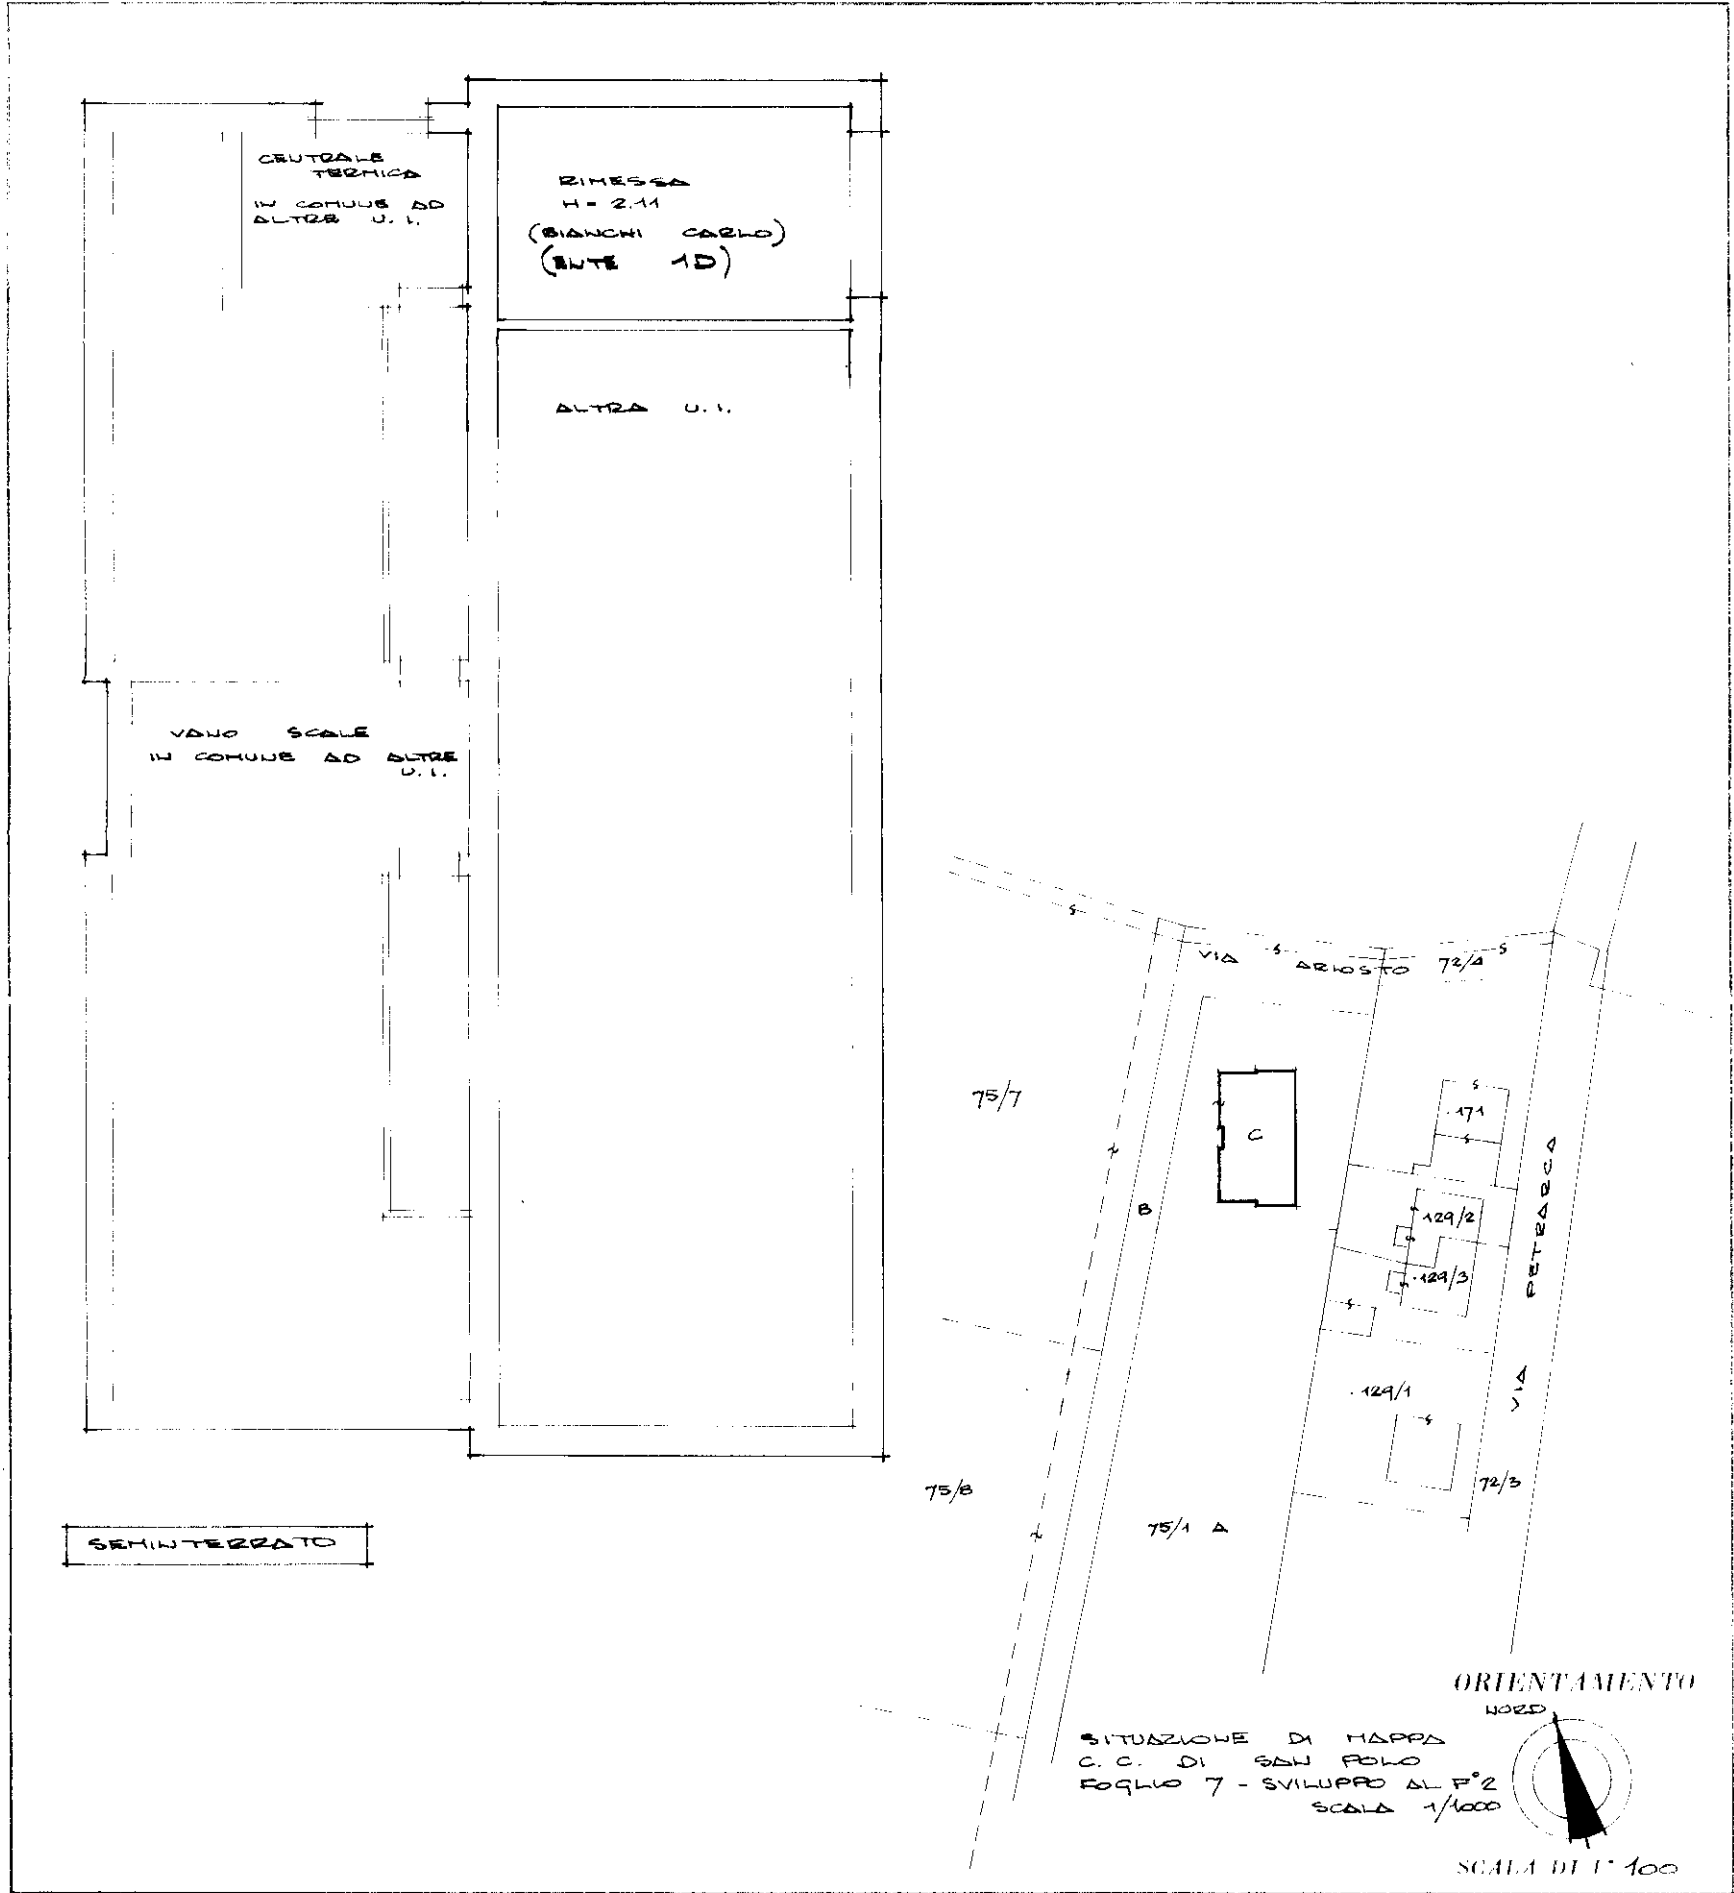 CENTRALE
TERMICA
IN COMUNE AD
ALTRE U. I.
RIMESSA
H = 2.11
(BIANCHI CARLO)
(ENTE 1D)
ALTRA U. I.
VANO SCALE
IN COMUNE AD ALTRE
U. I.
SEMINTERRATO
VIA ARIOSTO 72/4
75/7
C
B
.171
129/2
.129/3
VIA PETRARCA
.129/1
72/3
75/8
75/1 A
ORIENTAMENTO
NORD
SITUAZIONE DI MAPPA
C. C. DI SAN POLO
FOGLIO 7 - SVILUPPO AL F°2
SCALA 1/1000
SCALA DI 1: 100